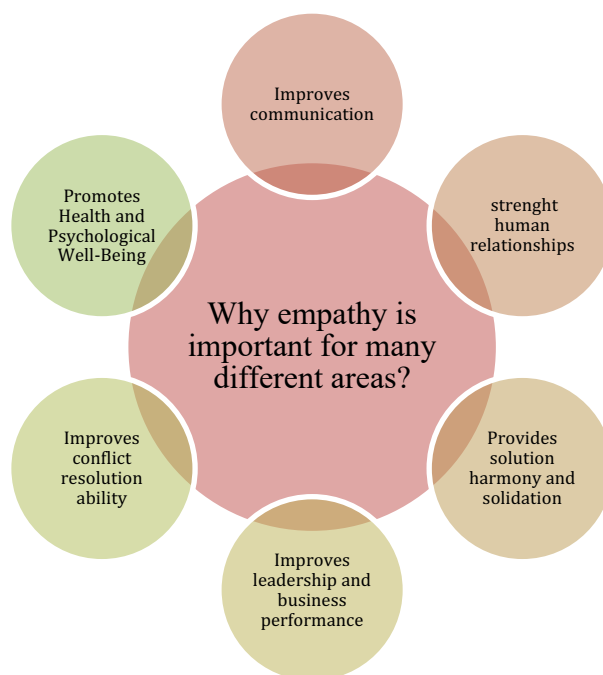 Improves
communication
strenght
human
relationships
Provides
solution
harmony and
solidation
Improves
leadership and
business
performance
Improves
conflict
resolution
ability
Promotes
Health and
Psychological
Well-Being
Why empathy is
important for many
different areas?